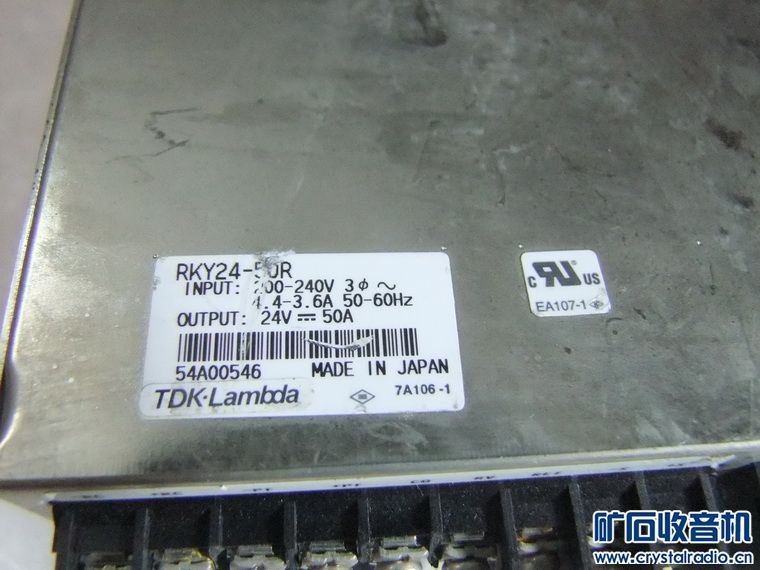 RKY24-50R
INPUT: 200-240V 3ϕ ~
4.4-3.6A 50-60Hz
OUTPUT: 24V ⎓ 50A
54A00546 MADE IN JAPAN
TDK·Lambda 7A106-1
c RU US
EA107-1
矿石收音机
www.crystalradio.cn